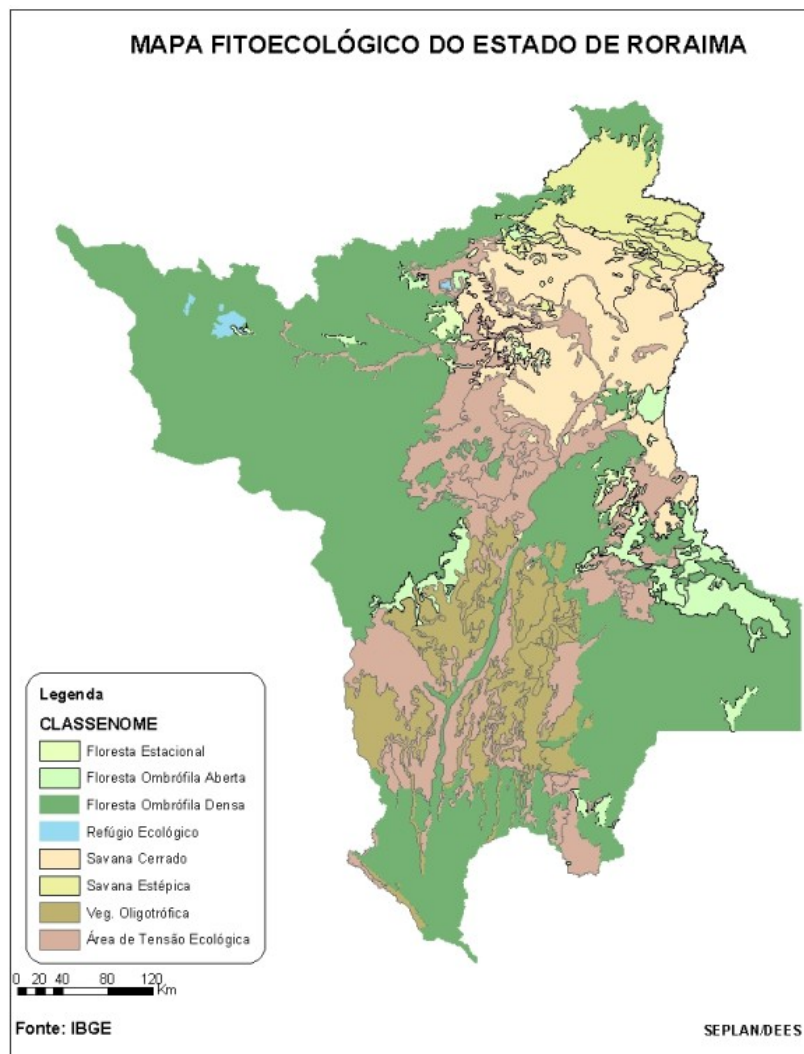 MAPA FITOECOLÓGICO DO ESTADO DE RORAIMA
Legenda
CLASSENOME
Floresta Estacional
Floresta Ombrófila Aberta
Floresta Ombrófila Densa
Refúgio Ecológico
Savana Cerrado
Savana Estépica
Veg. Oligotrófica
Área de Tensão Ecológica
0 20 40 80 120
Km
Fonte: IBGE
SEPLAN/DEES